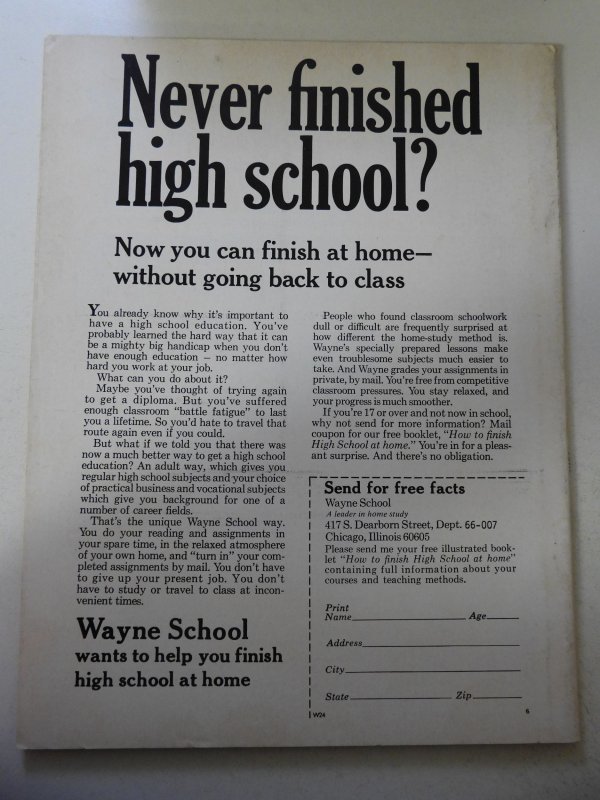 Never finished
high school?
Now you can finish at home—
without going back to class
You already know why it's important to
have a high school education. You've
probably learned the hard way that it can
be a mighty big handicap when you don't
have enough education — no matter how
hard you work at your job.
What can you do about it?
Maybe you've thought of trying again
to get a diploma. But you've suffered
enough classroom "battle fatigue" to last
you a lifetime. So you'd hate to travel that
route again even if you could.
But what if we told you that there was
now a much better way to get a high school
education? An adult way, which gives you
regular high school subjects and your choice
of practical business and vocational subjects
which give you background for one of a
number of career fields.
That's the unique Wayne School way.
You do your reading and assignments in
your spare time, in the relaxed atmosphere
of your own home, and "turn in" your com-
pleted assignments by mail. You don't have
to give up your present job. You don't
have to study or travel to class at incon-
venient times.
Wayne School
wants to help you finish
high school at home
People who found classroom schoolwork
dull or difficult are frequently surprised at
how different the home-study method is.
Wayne's specially prepared lessons make
even troublesome subjects much easier to
take. And Wayne grades your assignments in
private, by mail. You're free from competitive
classroom pressures. You stay relaxed, and
your progress is much smoother.
If you're 17 or over and not now in school,
why not send for more information? Mail
coupon for our free booklet, "How to finish
High School at home." You're in for a pleas-
ant surprise. And there's no obligation.
Send for free facts
Wayne School
A leader in home study
417 S. Dearborn Street, Dept. 66-007
Chicago, Illinois 60605
Please send me your free illustrated book-
let "How to finish High School at home"
containing full information about your
courses and teaching methods.
Print
Name Age
Address
City
State Zip
W24 6